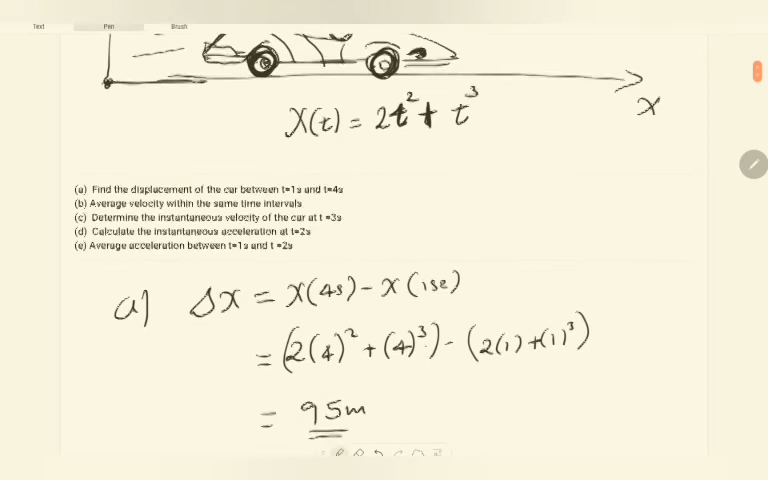 Text Pen Brush
X(t) = 2t² + t³
x
(a) Find the displacement of the car between t=1s and t=4s
(b) Average velocity within the same time intervals
(c) Determine the instantaneous velocity of the car at t =3s
(d) Calculate the instantaneous acceleration at t=2s
(e) Average acceleration between t=1s and t =2s
a) Δx = x(4s) - x(1se)
= (2(4)² + (4)³) - (2(1) + (1)³)
= 95m